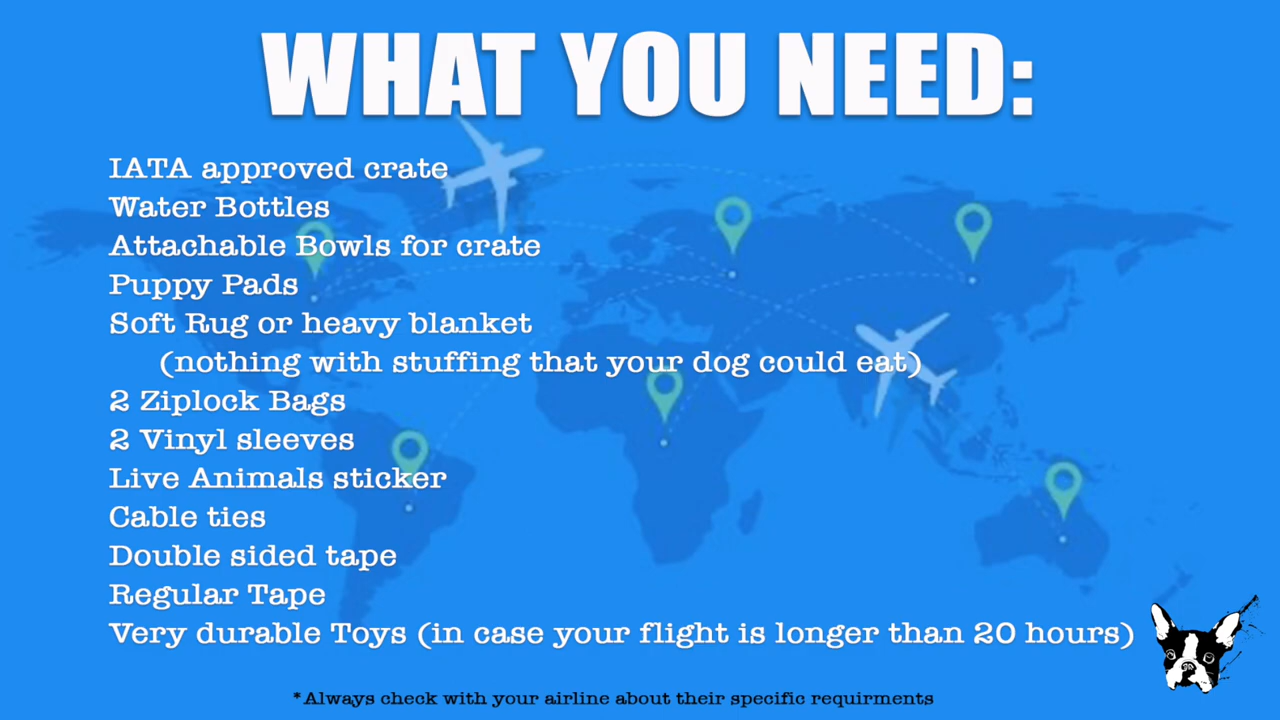 WHAT YOU NEED:
IATA approved crate
Water Bottles
Attachable Bowls for crate
Puppy Pads
Soft Rug or heavy blanket
(nothing with stuffing that your dog could eat)
2 Ziplock Bags
2 Vinyl sleeves
Live Animals sticker
Cable ties
Double sided tape
Regular Tape
Very durable Toys (in case your flight is longer than 20 hours)
*Always check with your airline about their specific requirments